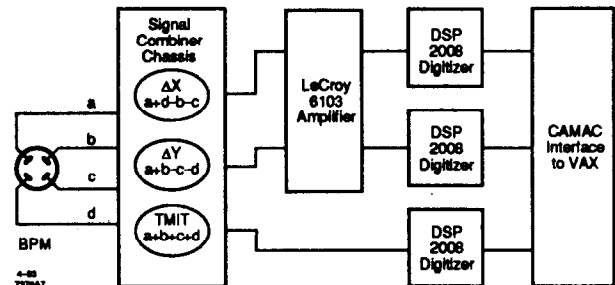 Signal
Combiner
Chassis
ΔX
a+d–b–c
ΔY
a+b–c–d
TMIT
a+b+c+d
a
b
c
d
BPM
LeCroy
6103
Amplifier
DSP
2008
Digitizer
DSP
2008
Digitizer
DSP
2008
Digitizer
CAMAC
Interface
to VAX
4–93